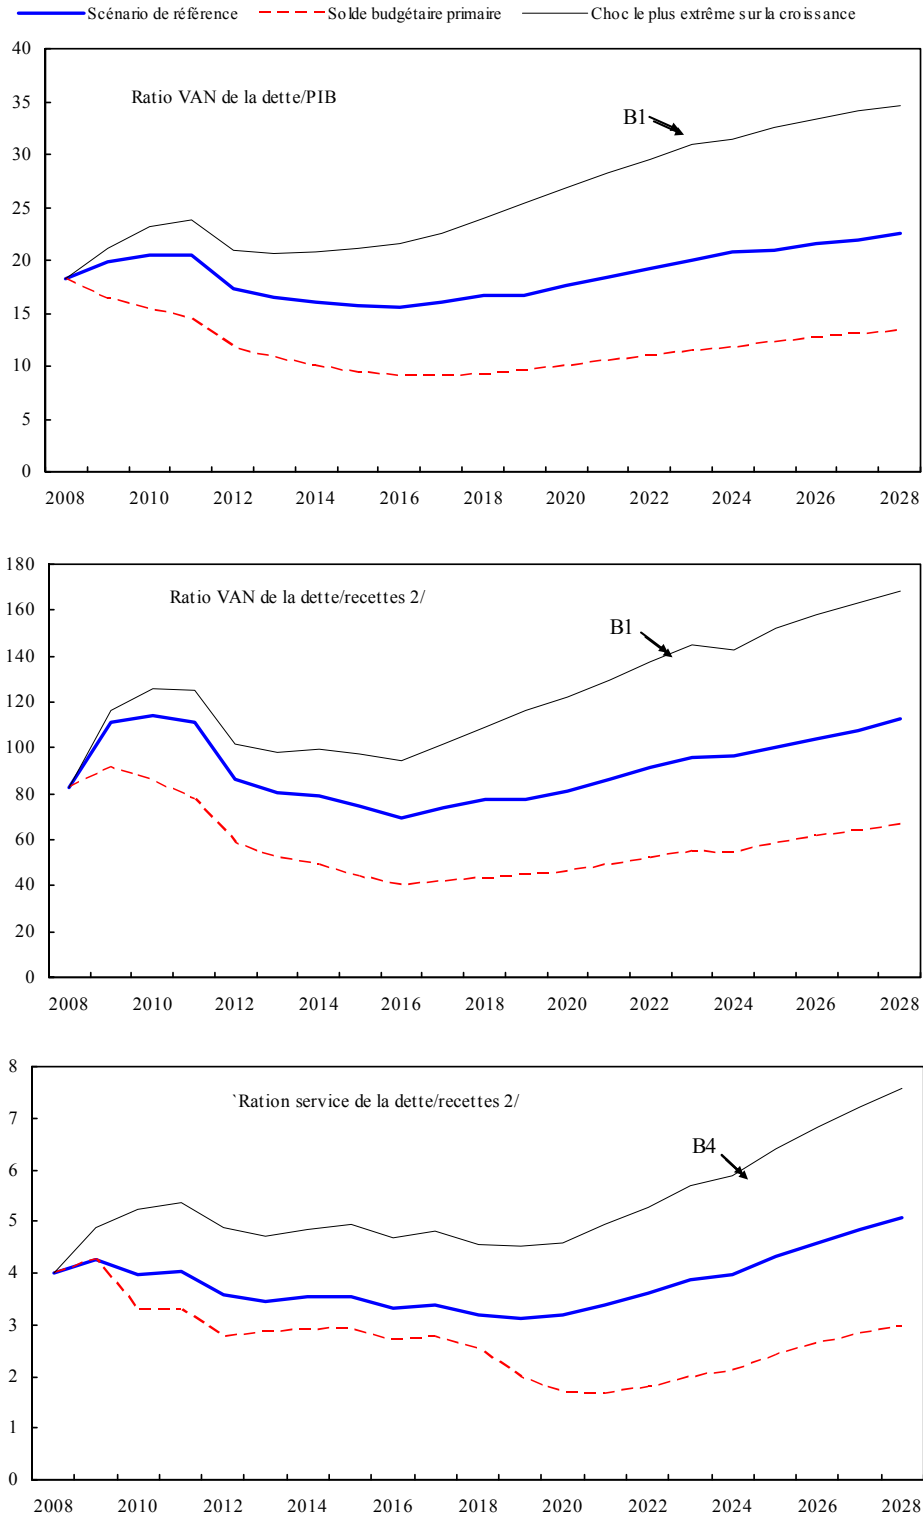 Scénario de référence Solde budgétaire primaire Choc le plus extrême sur la croissance
40
Ratio VAN de la dette/PIB
35
B1
30
25
20
15
10
5
0
2008 2010 2012 2014 2016 2018 2020 2022 2024 2026 2028
180
Ratio VAN de la dette/recettes 2/
160
B1
140
120
100
80
60
40
20
0
2008 2010 2012 2014 2016 2018 2020 2022 2024 2026 2028
8
`Ration service de la dette/recettes 2/
7
B4
6
5
4
3
2
1
0
2008 2010 2012 2014 2016 2018 2020 2022 2024 2026 2028